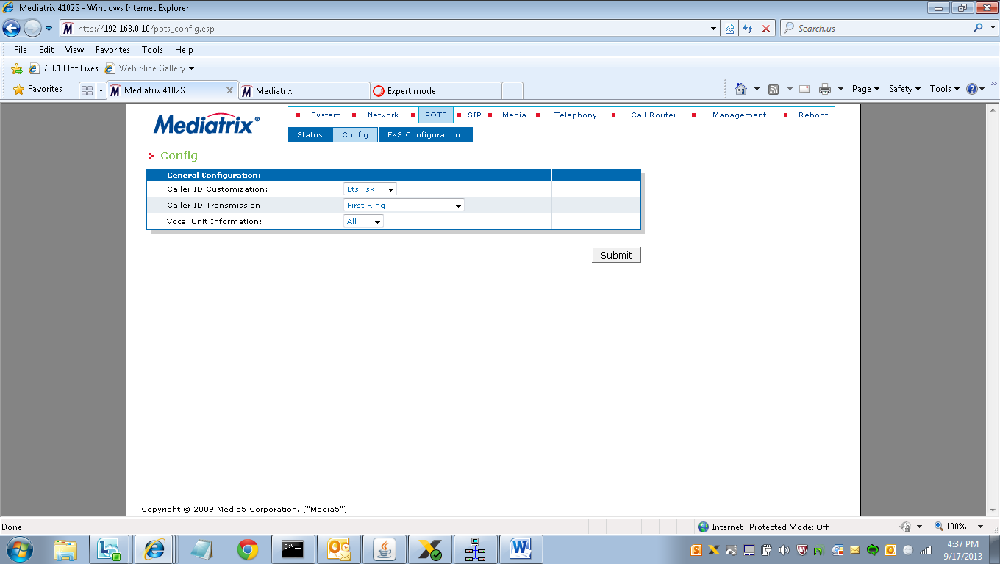 Mediatrix 4102S - Windows Internet Explorer
http://192.168.0.10/pots_config.esp
Search.us
File Edit View Favorites Tools Help
7.0.1 Hot Fixes Web Slice Gallery
Favorites Mediatrix 4102S Mediatrix Expert mode Page Safety Tools
Mediatrix®
System Network POTS SIP Media Telephony Call Router Management Reboot
Status Config FXS Configuration:
Config
General Configuration:
Caller ID Customization: EtsiFsk
Caller ID Transmission: First Ring
Vocal Unit Information: All
Submit
Copyright © 2009 Media5 Corporation. ("Media5")
Done Internet | Protected Mode: Off 100%
4:37 PM
9/17/2013